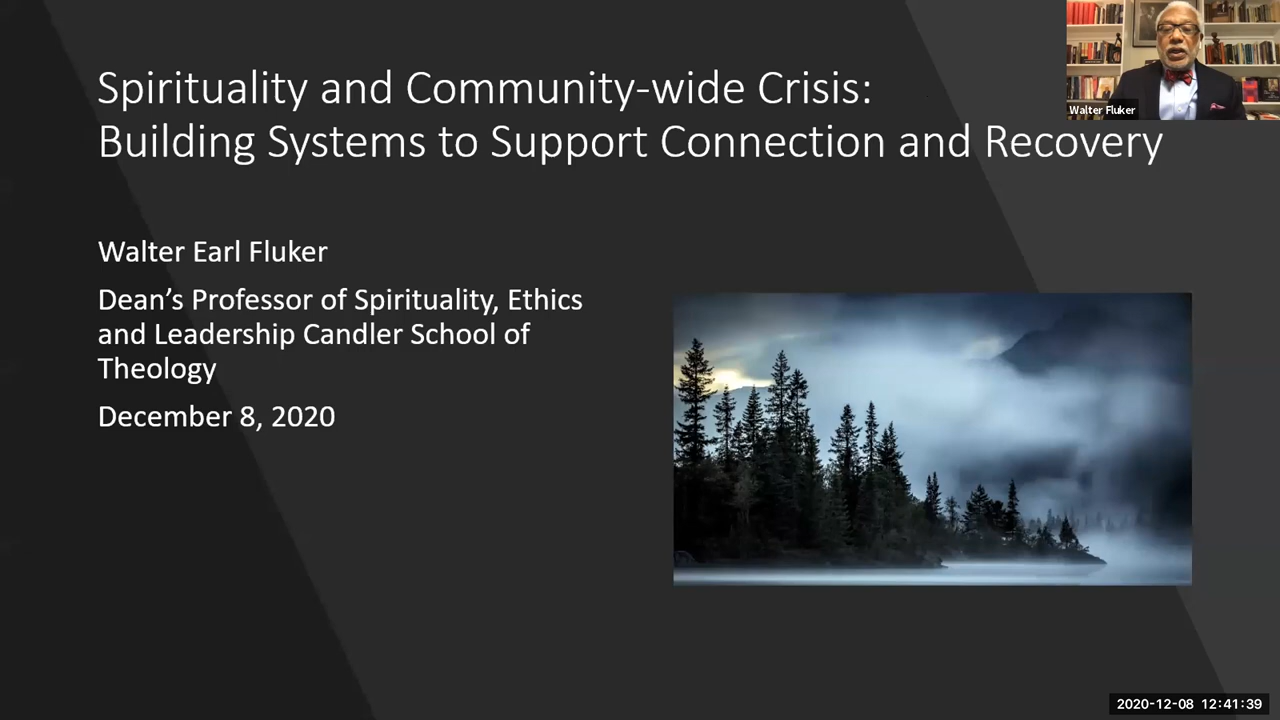 Spirituality and Community-wide Crisis:
Building Systems to Support Connection and Recovery
Walter Fluker
Walter Earl Fluker
Dean’s Professor of Spirituality, Ethics
and Leadership Candler School of
Theology
December 8, 2020
2020-12-08 12:41:39